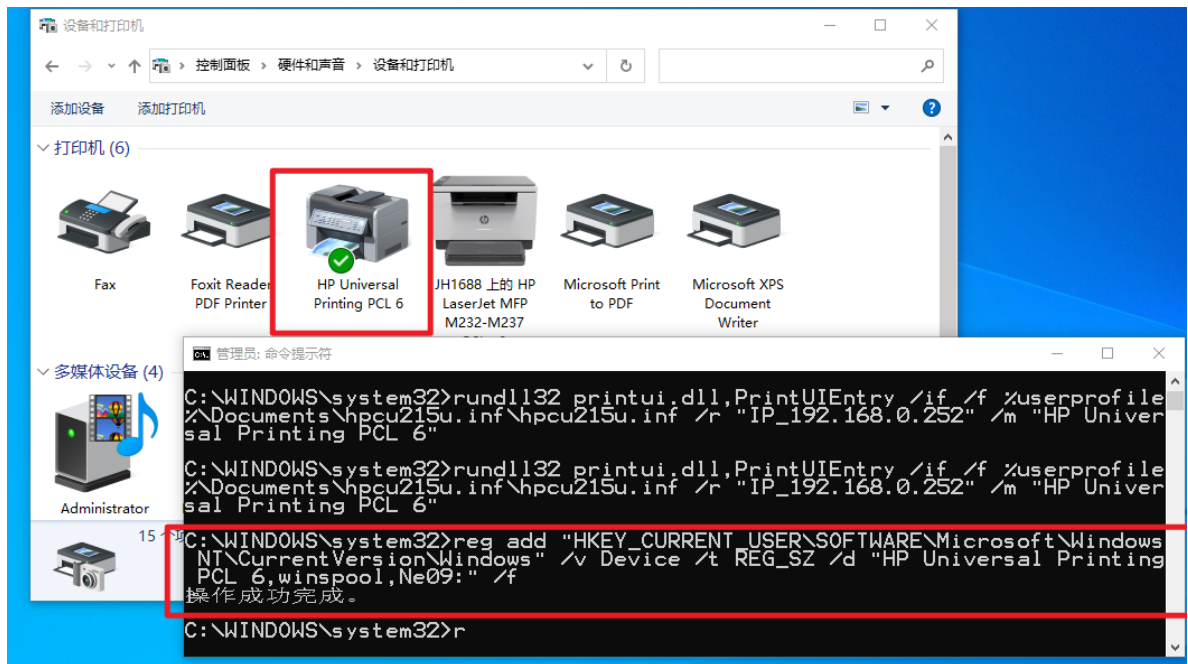 设备和打印机
控制面板 › 硬件和声音 › 设备和打印机
添加设备 添加打印机
打印机 (6)
Fax
Foxit Reader
PDF Printer
HP Universal
Printing PCL 6
JH1688 上的 HP
LaserJet MFP
M232-M237
Microsoft Print
to PDF
Microsoft XPS
Document
Writer
多媒体设备 (4)
Administrator
15 个项
管理员: 命令提示符
C:\WINDOWS\system32>rundll32 printui.dll,PrintUIEntry /if /f %userprofile
%\Documents\hpcu215u.inf\hpcu215u.inf /r "IP_192.168.0.252" /m "HP Univer
sal Printing PCL 6"
C:\WINDOWS\system32>rundll32 printui.dll,PrintUIEntry /if /f %userprofile
%\Documents\hpcu215u.inf\hpcu215u.inf /r "IP_192.168.0.252" /m "HP Univer
sal Printing PCL 6"
C:\WINDOWS\system32>reg add "HKEY_CURRENT_USER\SOFTWARE\Microsoft\Windows
NT\CurrentVersion\Windows" /v Device /t REG_SZ /d "HP Universal Printing
PCL 6,winspool,Ne09:" /f
操作成功完成。
C:\WINDOWS\system32>r